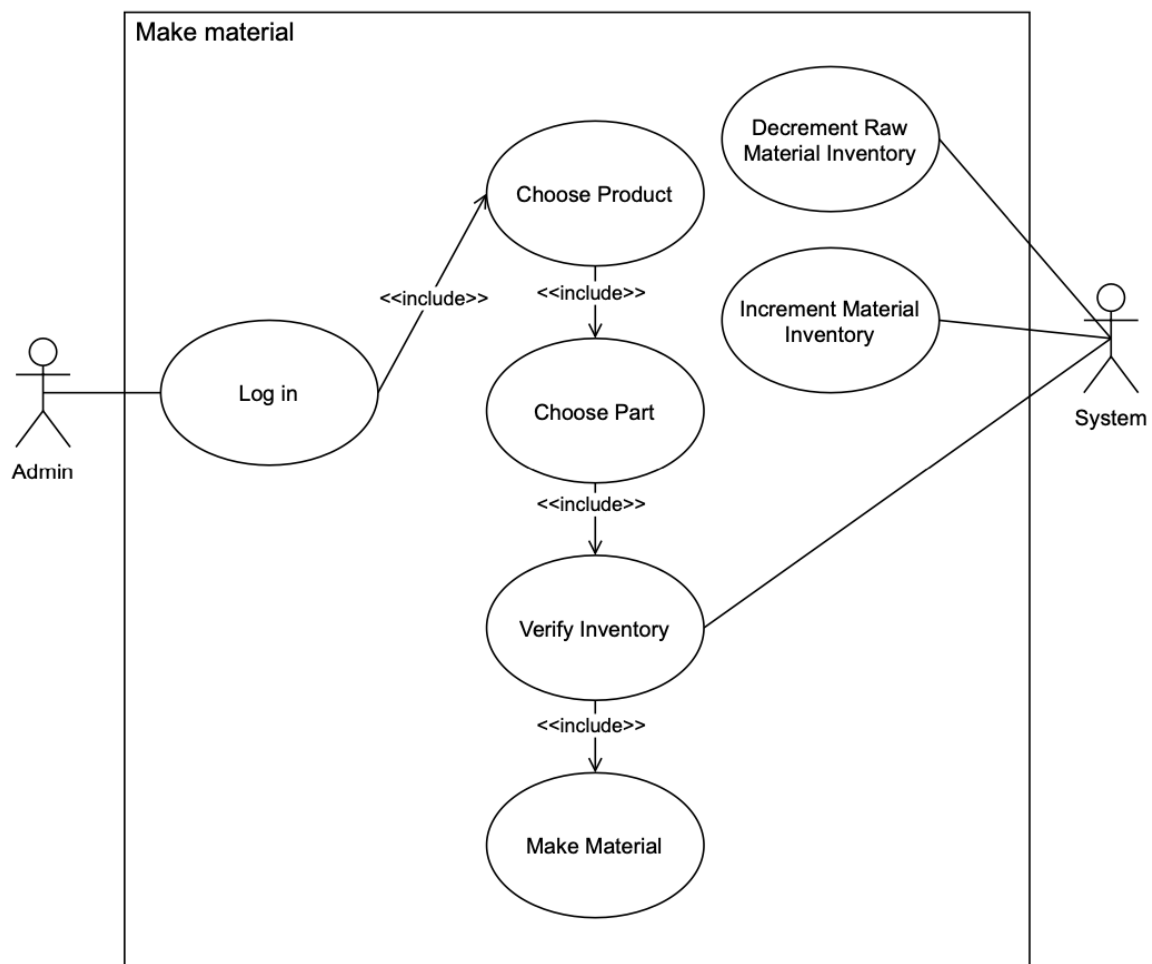 Make material
Decrement Raw
Material Inventory
Choose Product
<<include>>
<<include>>
Increment Material
Inventory
Log in
Choose Part
Admin
System
<<include>>
Verify Inventory
<<include>>
Make Material